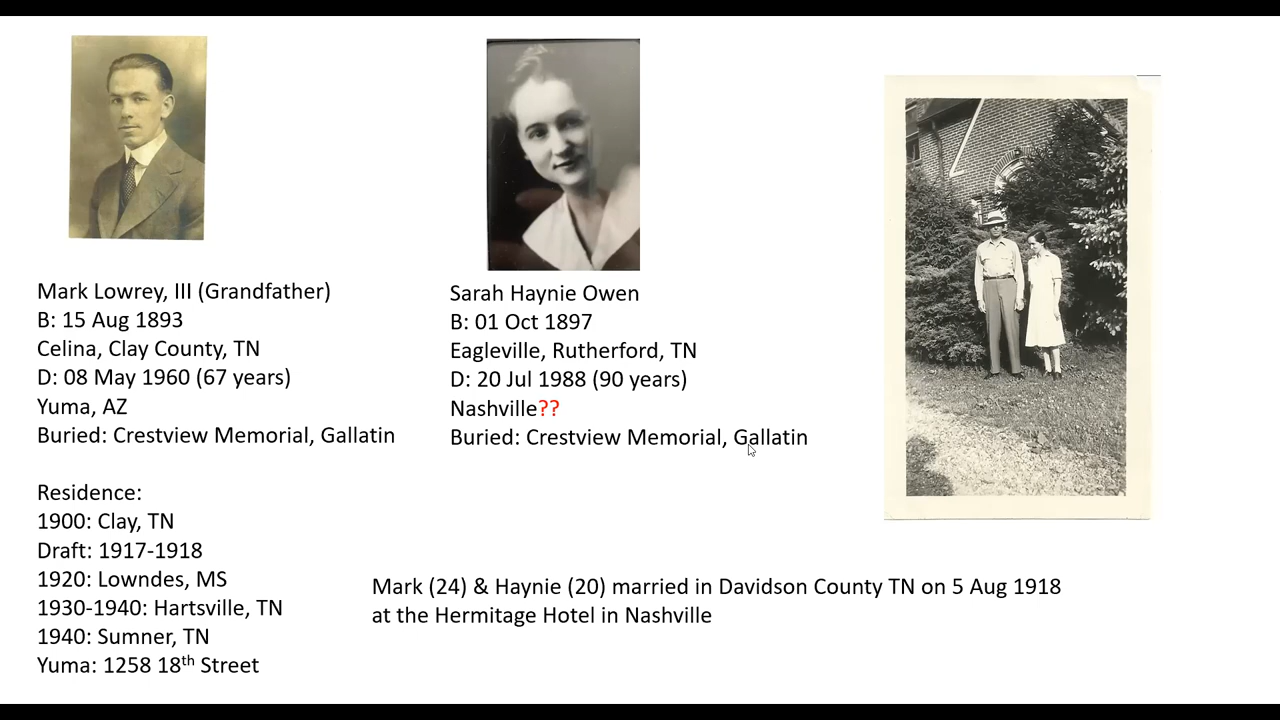 Mark Lowrey, III (Grandfather)
B: 15 Aug 1893
Celina, Clay County, TN
D: 08 May 1960 (67 years)
Yuma, AZ
Buried: Crestview Memorial, Gallatin
Residence:
1900: Clay, TN
Draft: 1917-1918
1920: Lowndes, MS
1930-1940: Hartsville, TN
1940: Sumner, TN
Yuma: 1258 18th Street
Sarah Haynie Owen
B: 01 Oct 1897
Eagleville, Rutherford, TN
D: 20 Jul 1988 (90 years)
Nashville??
Buried: Crestview Memorial, Gallatin
Mark (24) & Haynie (20) married in Davidson County TN on 5 Aug 1918
at the Hermitage Hotel in Nashville